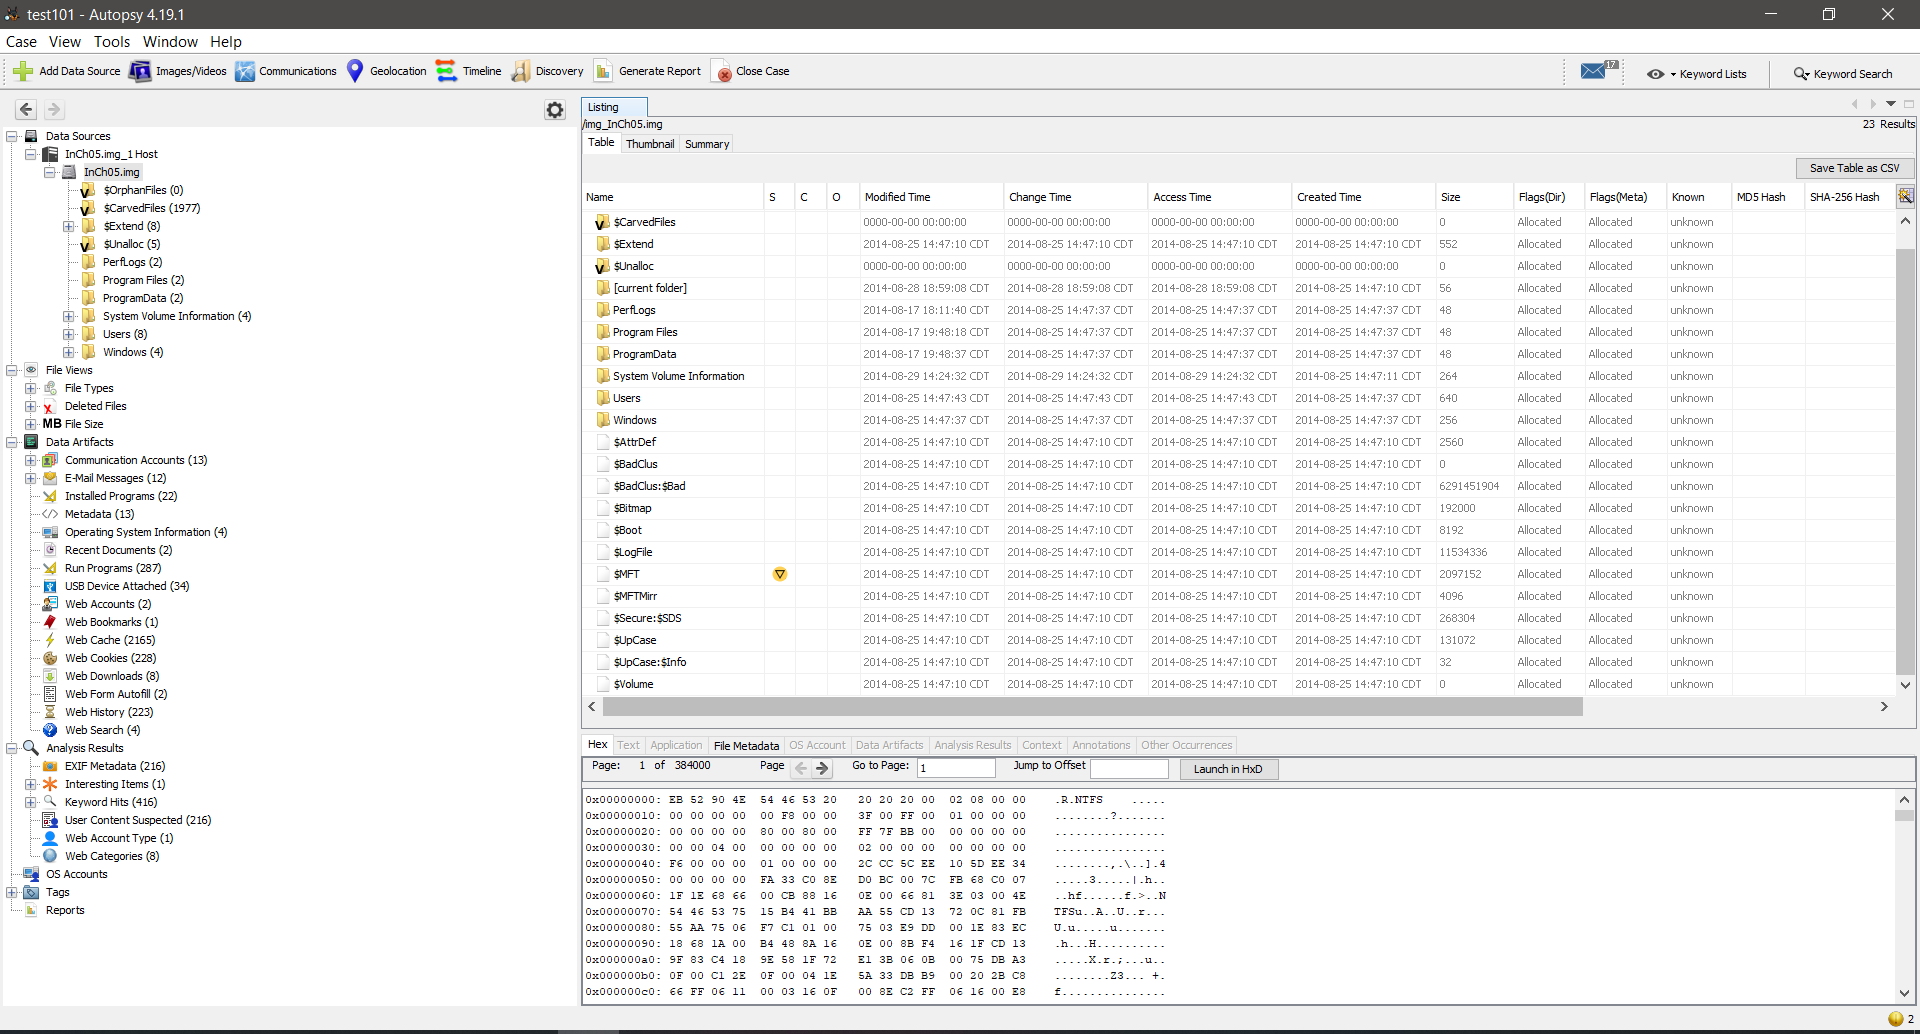 test101 - Autopsy 4.19.1
Case View Tools Window Help
Add Data Source Images/Videos Communications Geolocation Timeline Discovery Generate Report Close Case 17 Keyword Lists Keyword Search
Data Sources
InCh05.img_1 Host
InCh05.img
$OrphanFiles (0)
$CarvedFiles (1977)
$Extend (8)
$Unalloc (5)
PerfLogs (2)
Program Files (2)
ProgramData (2)
System Volume Information (4)
Users (8)
Windows (4)
File Views
File Types
Deleted Files
MB File Size
Data Artifacts
Communication Accounts (13)
E-Mail Messages (12)
Installed Programs (22)
Metadata (13)
Operating System Information (4)
Recent Documents (2)
Run Programs (287)
USB Device Attached (34)
Web Accounts (2)
Web Bookmarks (1)
Web Cache (2165)
Web Cookies (228)
Web Downloads (8)
Web Form Autofill (2)
Web History (223)
Web Search (4)
Analysis Results
EXIF Metadata (216)
Interesting Items (1)
Keyword Hits (416)
User Content Suspected (216)
Web Account Type (1)
Web Categories (8)
OS Accounts
Tags
Reports
Listing
/img_InCh05.img
23 Results
Table Thumbnail Summary
Save Table as CSV
Name S C O Modified Time Change Time Access Time Created Time Size Flags(Dir) Flags(Meta) Known MD5 Hash SHA-256 Hash
$CarvedFiles 0000-00-00 00:00:00 0000-00-00 00:00:00 0000-00-00 00:00:00 0000-00-00 00:00:00 0 Allocated Allocated unknown
$Extend 2014-08-25 14:47:10 CDT 2014-08-25 14:47:10 CDT 2014-08-25 14:47:10 CDT 2014-08-25 14:47:10 CDT 552 Allocated Allocated unknown
$Unalloc 0000-00-00 00:00:00 0000-00-00 00:00:00 0000-00-00 00:00:00 0000-00-00 00:00:00 0 Allocated Allocated unknown
[current folder] 2014-08-28 18:59:08 CDT 2014-08-28 18:59:08 CDT 2014-08-28 18:59:08 CDT 2014-08-25 14:47:10 CDT 56 Allocated Allocated unknown
PerfLogs 2014-08-17 18:11:40 CDT 2014-08-25 14:47:37 CDT 2014-08-25 14:47:37 CDT 2014-08-25 14:47:37 CDT 48 Allocated Allocated unknown
Program Files 2014-08-17 19:48:18 CDT 2014-08-25 14:47:37 CDT 2014-08-25 14:47:37 CDT 2014-08-25 14:47:37 CDT 48 Allocated Allocated unknown
ProgramData 2014-08-17 19:48:37 CDT 2014-08-25 14:47:37 CDT 2014-08-25 14:47:37 CDT 2014-08-25 14:47:37 CDT 48 Allocated Allocated unknown
System Volume Information 2014-08-29 14:24:32 CDT 2014-08-29 14:24:32 CDT 2014-08-29 14:24:32 CDT 2014-08-25 14:47:11 CDT 264 Allocated Allocated unknown
Users 2014-08-25 14:47:43 CDT 2014-08-25 14:47:43 CDT 2014-08-25 14:47:43 CDT 2014-08-25 14:47:37 CDT 640 Allocated Allocated unknown
Windows 2014-08-25 14:47:37 CDT 2014-08-25 14:47:37 CDT 2014-08-25 14:47:37 CDT 2014-08-25 14:47:37 CDT 256 Allocated Allocated unknown
$AttrDef 2014-08-25 14:47:10 CDT 2014-08-25 14:47:10 CDT 2014-08-25 14:47:10 CDT 2014-08-25 14:47:10 CDT 2560 Allocated Allocated unknown
$BadClus 2014-08-25 14:47:10 CDT 2014-08-25 14:47:10 CDT 2014-08-25 14:47:10 CDT 2014-08-25 14:47:10 CDT 0 Allocated Allocated unknown
$BadClus:$Bad 2014-08-25 14:47:10 CDT 2014-08-25 14:47:10 CDT 2014-08-25 14:47:10 CDT 2014-08-25 14:47:10 CDT 6291451904 Allocated Allocated unknown
$Bitmap 2014-08-25 14:47:10 CDT 2014-08-25 14:47:10 CDT 2014-08-25 14:47:10 CDT 2014-08-25 14:47:10 CDT 192000 Allocated Allocated unknown
$Boot 2014-08-25 14:47:10 CDT 2014-08-25 14:47:10 CDT 2014-08-25 14:47:10 CDT 2014-08-25 14:47:10 CDT 8192 Allocated Allocated unknown
$LogFile 2014-08-25 14:47:10 CDT 2014-08-25 14:47:10 CDT 2014-08-25 14:47:10 CDT 2014-08-25 14:47:10 CDT 11534336 Allocated Allocated unknown
$MFT 2014-08-25 14:47:10 CDT 2014-08-25 14:47:10 CDT 2014-08-25 14:47:10 CDT 2014-08-25 14:47:10 CDT 2097152 Allocated Allocated unknown
$MFTMirr 2014-08-25 14:47:10 CDT 2014-08-25 14:47:10 CDT 2014-08-25 14:47:10 CDT 2014-08-25 14:47:10 CDT 4096 Allocated Allocated unknown
$Secure:$SDS 2014-08-25 14:47:10 CDT 2014-08-25 14:47:10 CDT 2014-08-25 14:47:10 CDT 2014-08-25 14:47:10 CDT 268304 Allocated Allocated unknown
$UpCase 2014-08-25 14:47:10 CDT 2014-08-25 14:47:10 CDT 2014-08-25 14:47:10 CDT 2014-08-25 14:47:10 CDT 131072 Allocated Allocated unknown
$UpCase:$Info 2014-08-25 14:47:10 CDT 2014-08-25 14:47:10 CDT 2014-08-25 14:47:10 CDT 2014-08-25 14:47:10 CDT 32 Allocated Allocated unknown
$Volume 2014-08-25 14:47:10 CDT 2014-08-25 14:47:10 CDT 2014-08-25 14:47:10 CDT 2014-08-25 14:47:10 CDT 0 Allocated Allocated unknown
Hex Text Application File Metadata OS Account Data Artifacts Analysis Results Context Annotations Other Occurrences
Page: 1 of 384000 Page Go to Page: 1 Jump to Offset Launch in HxD
0x00000000: EB 52 90 4E 54 46 53 20 20 20 20 00 02 08 00 00 .R.NTFS .....
0x00000010: 00 00 00 00 00 F8 00 00 3F 00 FF 00 01 00 00 00 ........?.......
0x00000020: 00 00 00 00 80 00 80 00 FF 7F BB 00 00 00 00 00 ................
0x00000030: 00 00 04 00 00 00 00 00 02 00 00 00 00 00 00 00 ................
0x00000040: F6 00 00 00 01 00 00 00 2C CC 5C EE 10 5D EE 34 ........,.\..].4
0x00000050: 00 00 00 00 FA 33 C0 8E D0 BC 00 7C FB 68 C0 07 .....3.....|.h..
0x00000060: 1F 1E 68 66 00 CB 88 16 0E 00 66 81 3E 03 00 4E ..hf......f.>..N
0x00000070: 54 46 53 75 15 B4 41 BB AA 55 CD 13 72 0C 81 FB TFSu..A..U..r...
0x00000080: 55 AA 75 06 F7 C1 01 00 75 03 E9 DD 00 1E 83 EC U.u.....u.......
0x00000090: 18 68 1A 00 B4 48 8A 16 0E 00 8B F4 16 1F CD 13 .h...H..........
0x000000a0: 9F 83 C4 18 9E 58 1F 72 E1 3B 06 0B 00 75 DB A3 .....X.r.;...u..
0x000000b0: 0F 00 C1 2E 0F 00 04 1E 5A 33 DB B9 00 20 2B C8 ........Z3... +.
0x000000c0: 66 FF 06 11 00 03 16 0F 00 8E C2 FF 06 16 00 E8 f...............
2